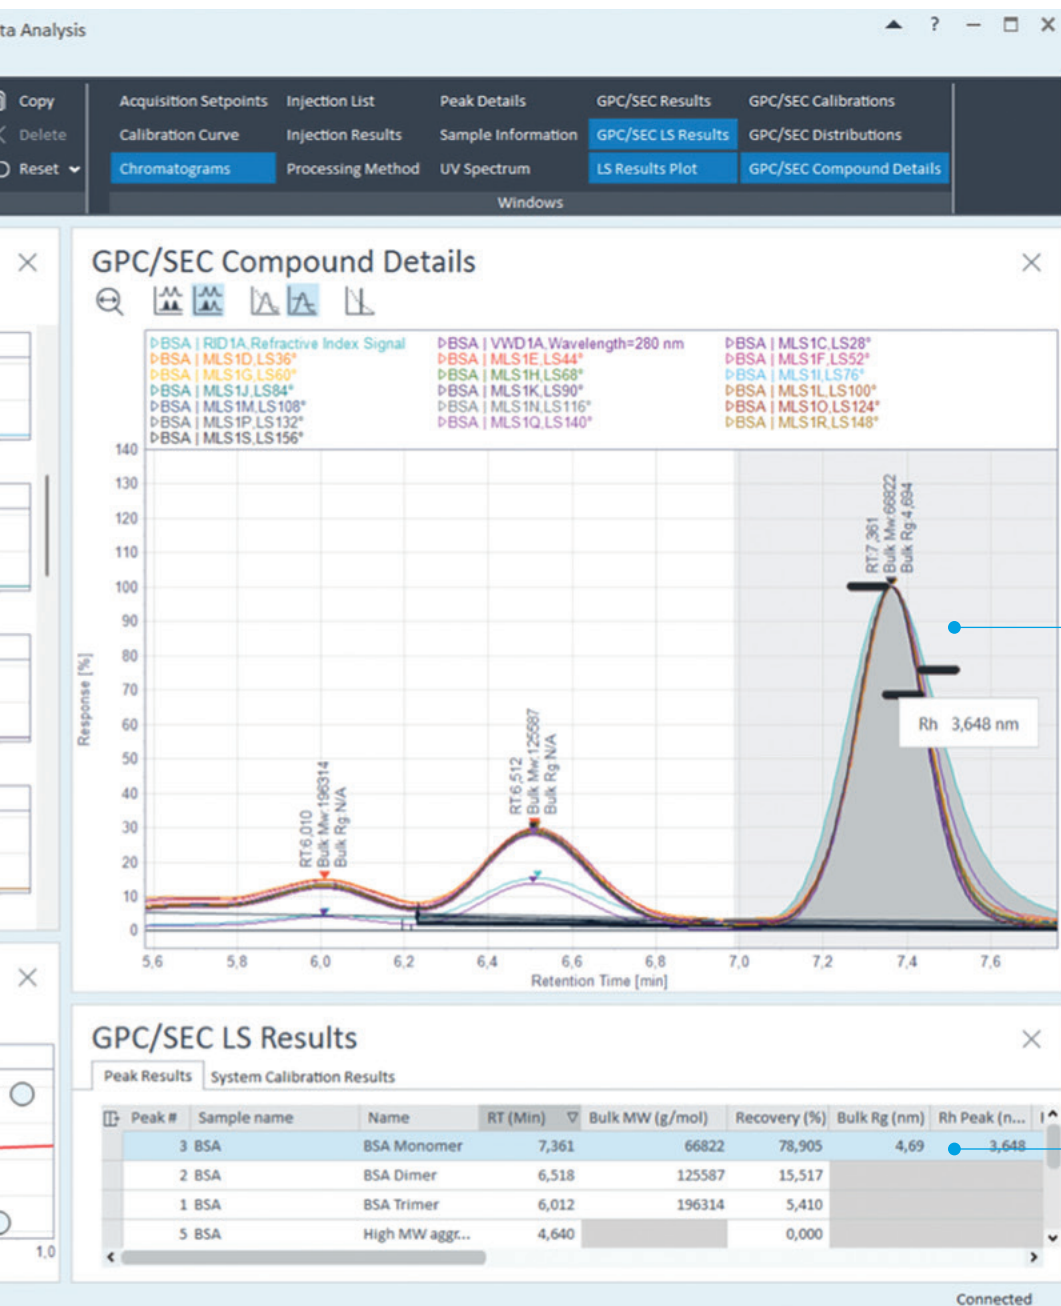 ta Analysis
?
Copy
Delete
Reset
Acquisition Setpoints Injection List Peak Details GPC/SEC Results GPC/SEC Calibrations
Calibration Curve Injection Results Sample Information GPC/SEC LS Results GPC/SEC Distributions
Chromatograms Processing Method UV Spectrum LS Results Plot GPC/SEC Compound Details
Windows
GPC/SEC Compound Details
BSA | RID1A,Refractive Index Signal BSA | VWD1A,Wavelength=280 nm BSA | MLS1C,LS28°
BSA | MLS1D,LS36° BSA | MLS1E,LS44° BSA | MLS1F,LS52°
BSA | MLS1G,LS60° BSA | MLS1H,LS68° BSA | MLS1I,LS76°
BSA | MLS1J,LS84° BSA | MLS1K,LS90° BSA | MLS1L,LS100°
BSA | MLS1M,LS108° BSA | MLS1N,LS116° BSA | MLS1O,LS124°
BSA | MLS1P,LS132° BSA | MLS1Q,LS140° BSA | MLS1R,LS148°
BSA | MLS1S,LS156°
140
130
120
110
100
90
80
70
60
50
40
30
20
10
0
Response [%]
RT:6,010
Bulk Mw:196314
Bulk Rg:N/A
RT:6,512
Bulk Mw:125587
Bulk Rg:N/A
RT:7,361
Bulk Mw:66822
Bulk Rg:4,694
Rh 3,648 nm
5,6 5,8 6,0 6,2 6,4 6,6 6,8 7,0 7,2 7,4 7,6
Retention Time [min]
1,0
GPC/SEC LS Results
Peak Results System Calibration Results
Peak # Sample name Name RT (Min) Bulk MW (g/mol) Recovery (%) Bulk Rg (nm) Rh Peak (n...
3 BSA BSA Monomer 7,361 66822 78,905 4,69 3,648
2 BSA BSA Dimer 6,518 125587 15,517
1 BSA BSA Trimer 6,012 196314 5,410
5 BSA High MW aggr... 4,640 0,000
Connected